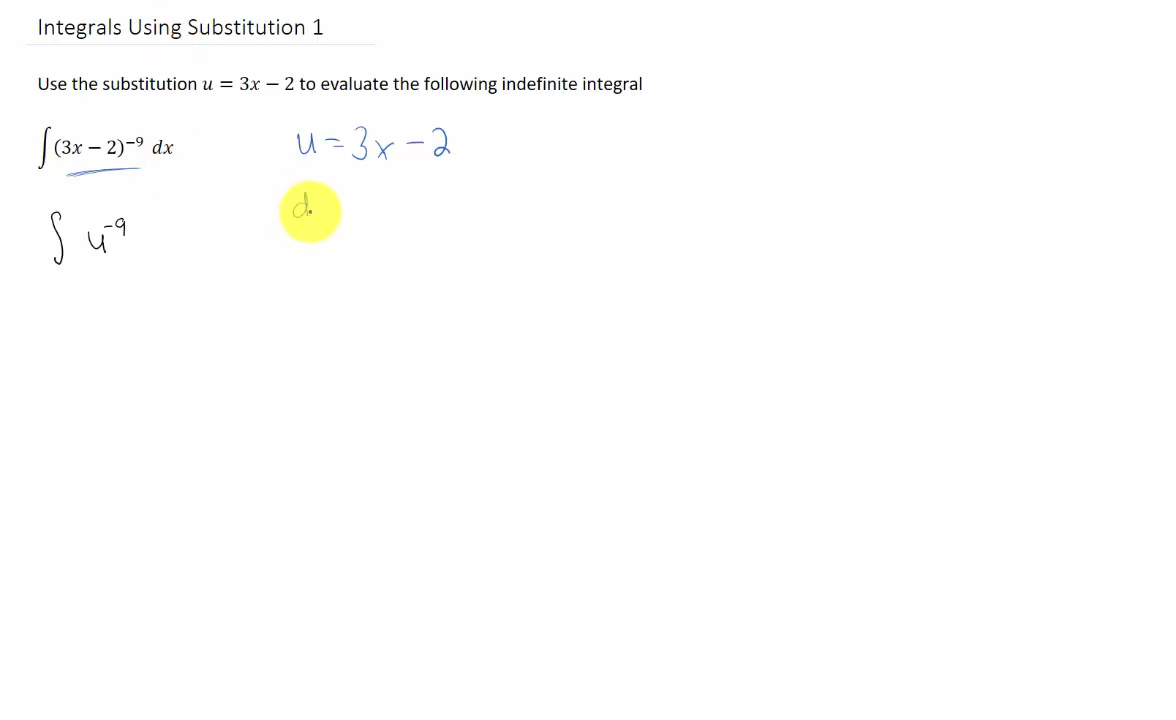 Integrals Using Substitution 1
Use the substitution u = 3x − 2 to evaluate the following indefinite integral
∫(3x − 2)⁻⁹ dx
u = 3x − 2
d
∫ u⁻⁹